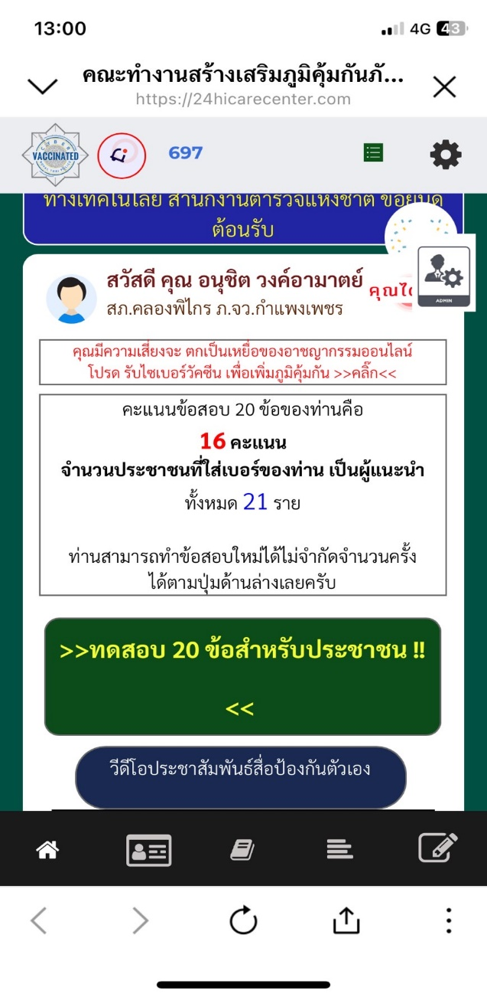 13:00
4G 43
คณะทำงานสร้างเสริมภูมิคุ้มกันภั...
https://24hicarecenter.com
CYBER
VACCINATED
697
ทางเทคโนโลยี สำนักงานตำรวจแห่งชาติ ขอยินดี
ต้อนรับ
สวัสดี คุณ อนุชิต วงค์อามาตย์
คุณได้
ADMIN
สภ.คลองพิไกร ภ.จว.กำแพงเพชร
คุณมีความเสี่ยงจะ ตกเป็นเหยื่อของอาชญากรรมออนไลน์
โปรด รับไซเบอร์วัคซีน เพื่อเพิ่มภูมิคุ้มกัน >>คลิ๊ก<<
คะแนนข้อสอบ 20 ข้อของท่านคือ
16 คะแนน
จำนวนประชาชนที่ใส่เบอร์ของท่าน เป็นผู้แนะนำ
ทั้งหมด 21 ราย
ท่านสามารถทำข้อสอบใหม่ได้ไม่จำกัดจำนวนครั้ง
ได้ตามปุ่มด้านล่างเลยครับ
>>ทดสอบ 20 ข้อสำหรับประชาชน !!
<<
วีดีโอประชาสัมพันธ์สื่อป้องกันตัวเอง